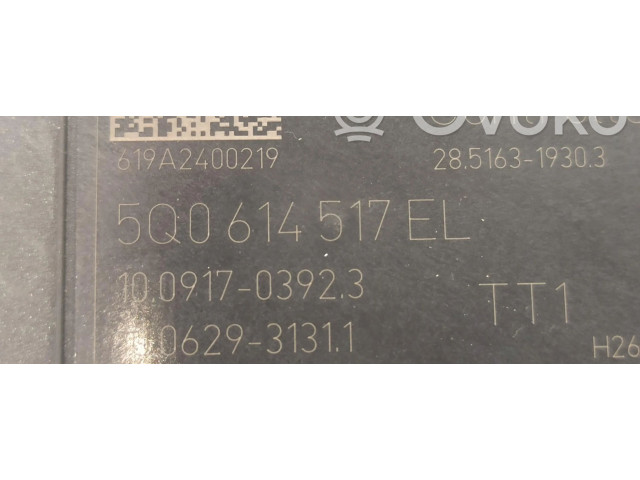 619A2400219 28.5163-1930.3
5Q0 614 517 EL
10.0917-0392.3
TT1
0629-3131.1
H26